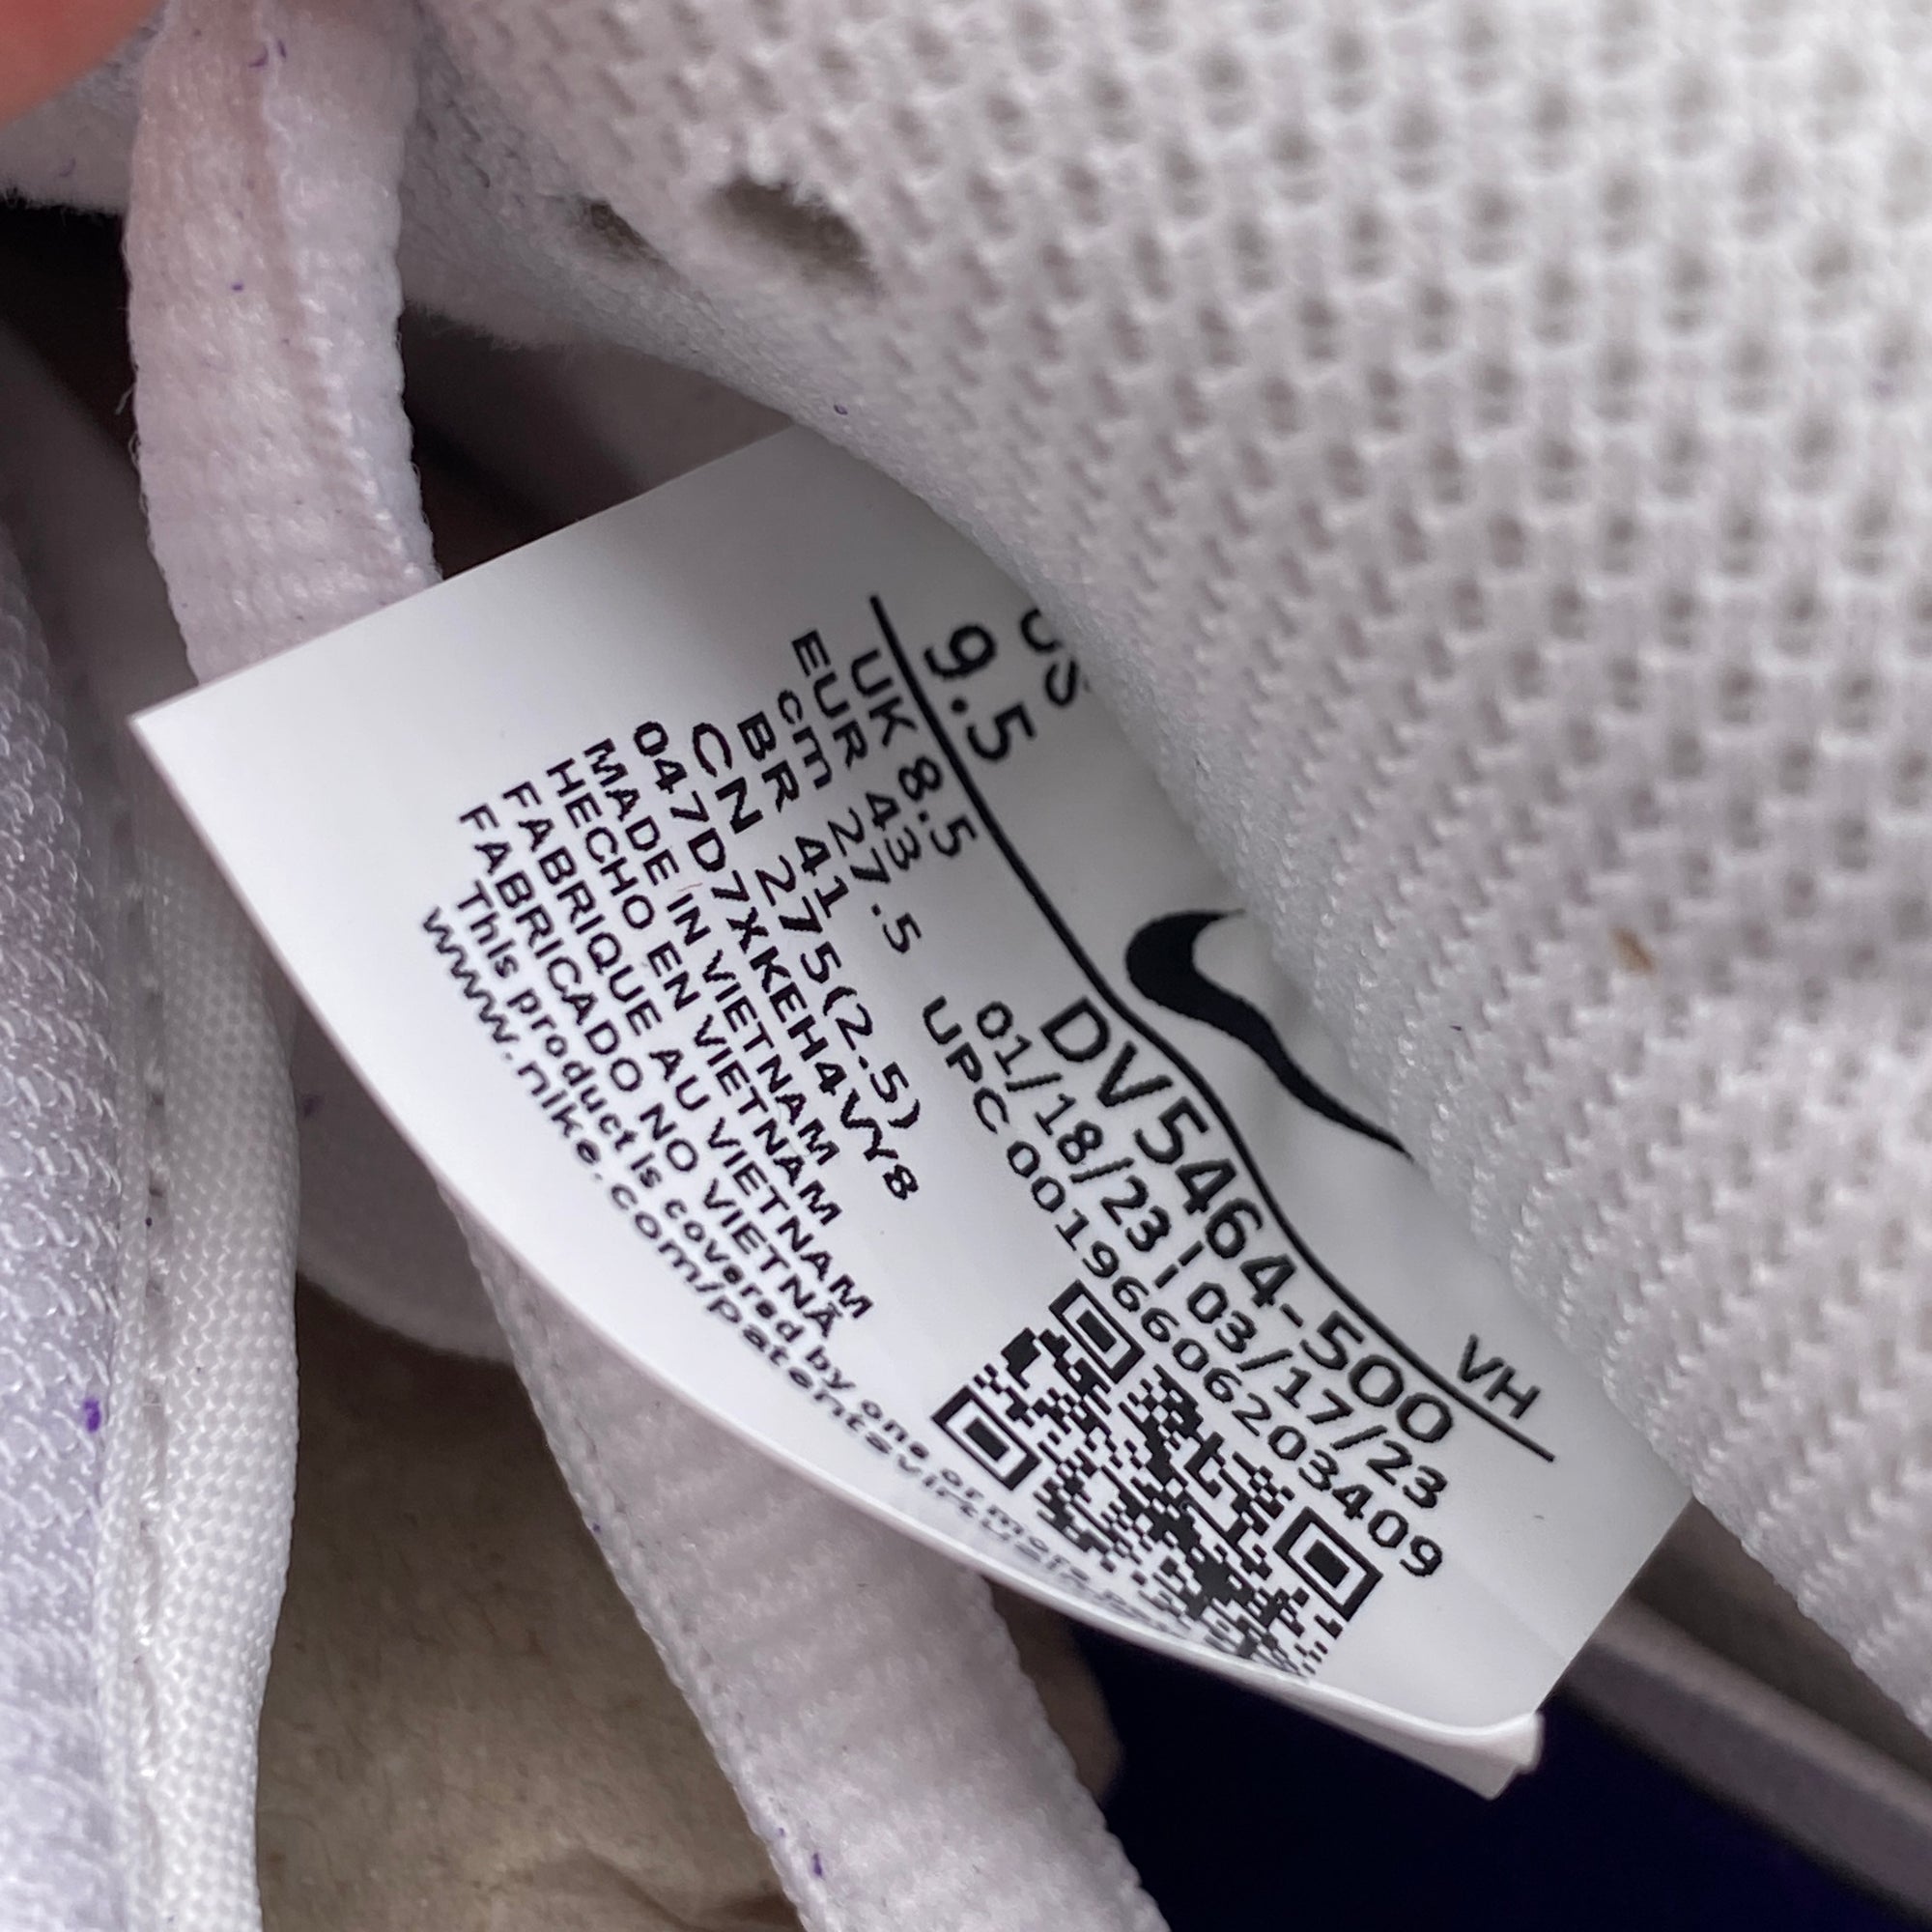 US
9.5
VH
UK 8.5
EUR 43
cm 27.5
BR 41
CN 275(2.5)
047D7XKEH4VY8
MADE IN VIETNAM
HECHO EN VIETNAM
FABRIQUE AU VIETNAM
FABRICADO NO VIETNÃ
This product is covered by one or more
www.nike.com/patents
DV5464-500
01/18/23 | 03/17/23
UPC 00196606203409